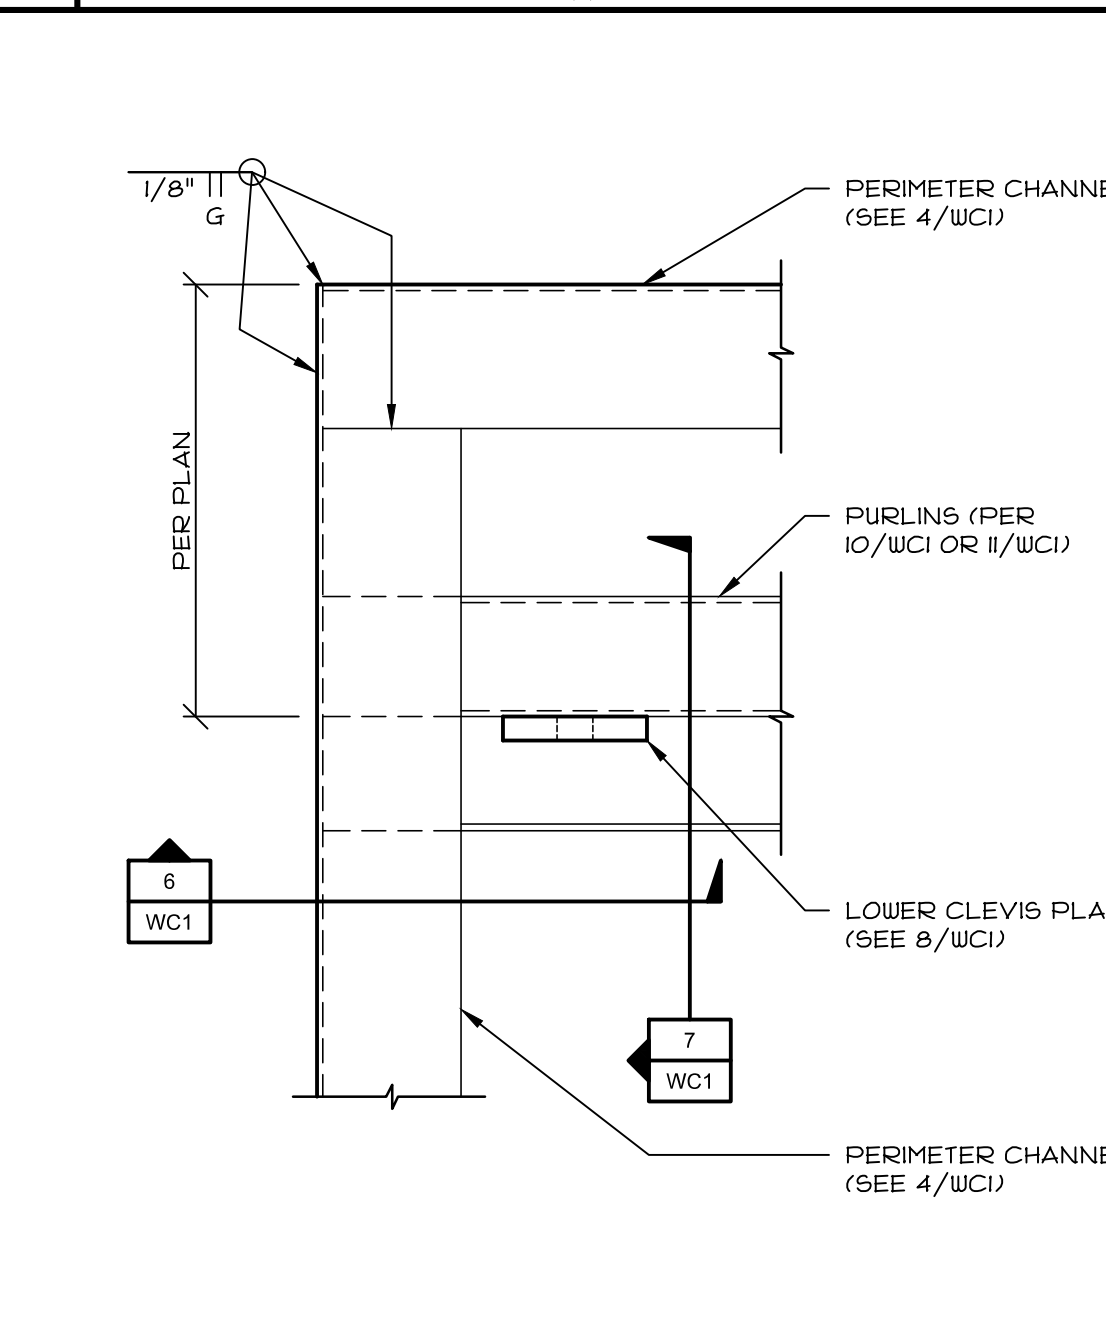 1/8"
G
PERIMETER CHANNE
(SEE 4/WC1)
PER PLAN
PURLINS (PER
10/WC1 OR 11/WC1)
6
WC1
LOWER CLEVIS PLA
(SEE 8/WC1)
7
WC1
PERIMETER CHANNE
(SEE 4/WC1)